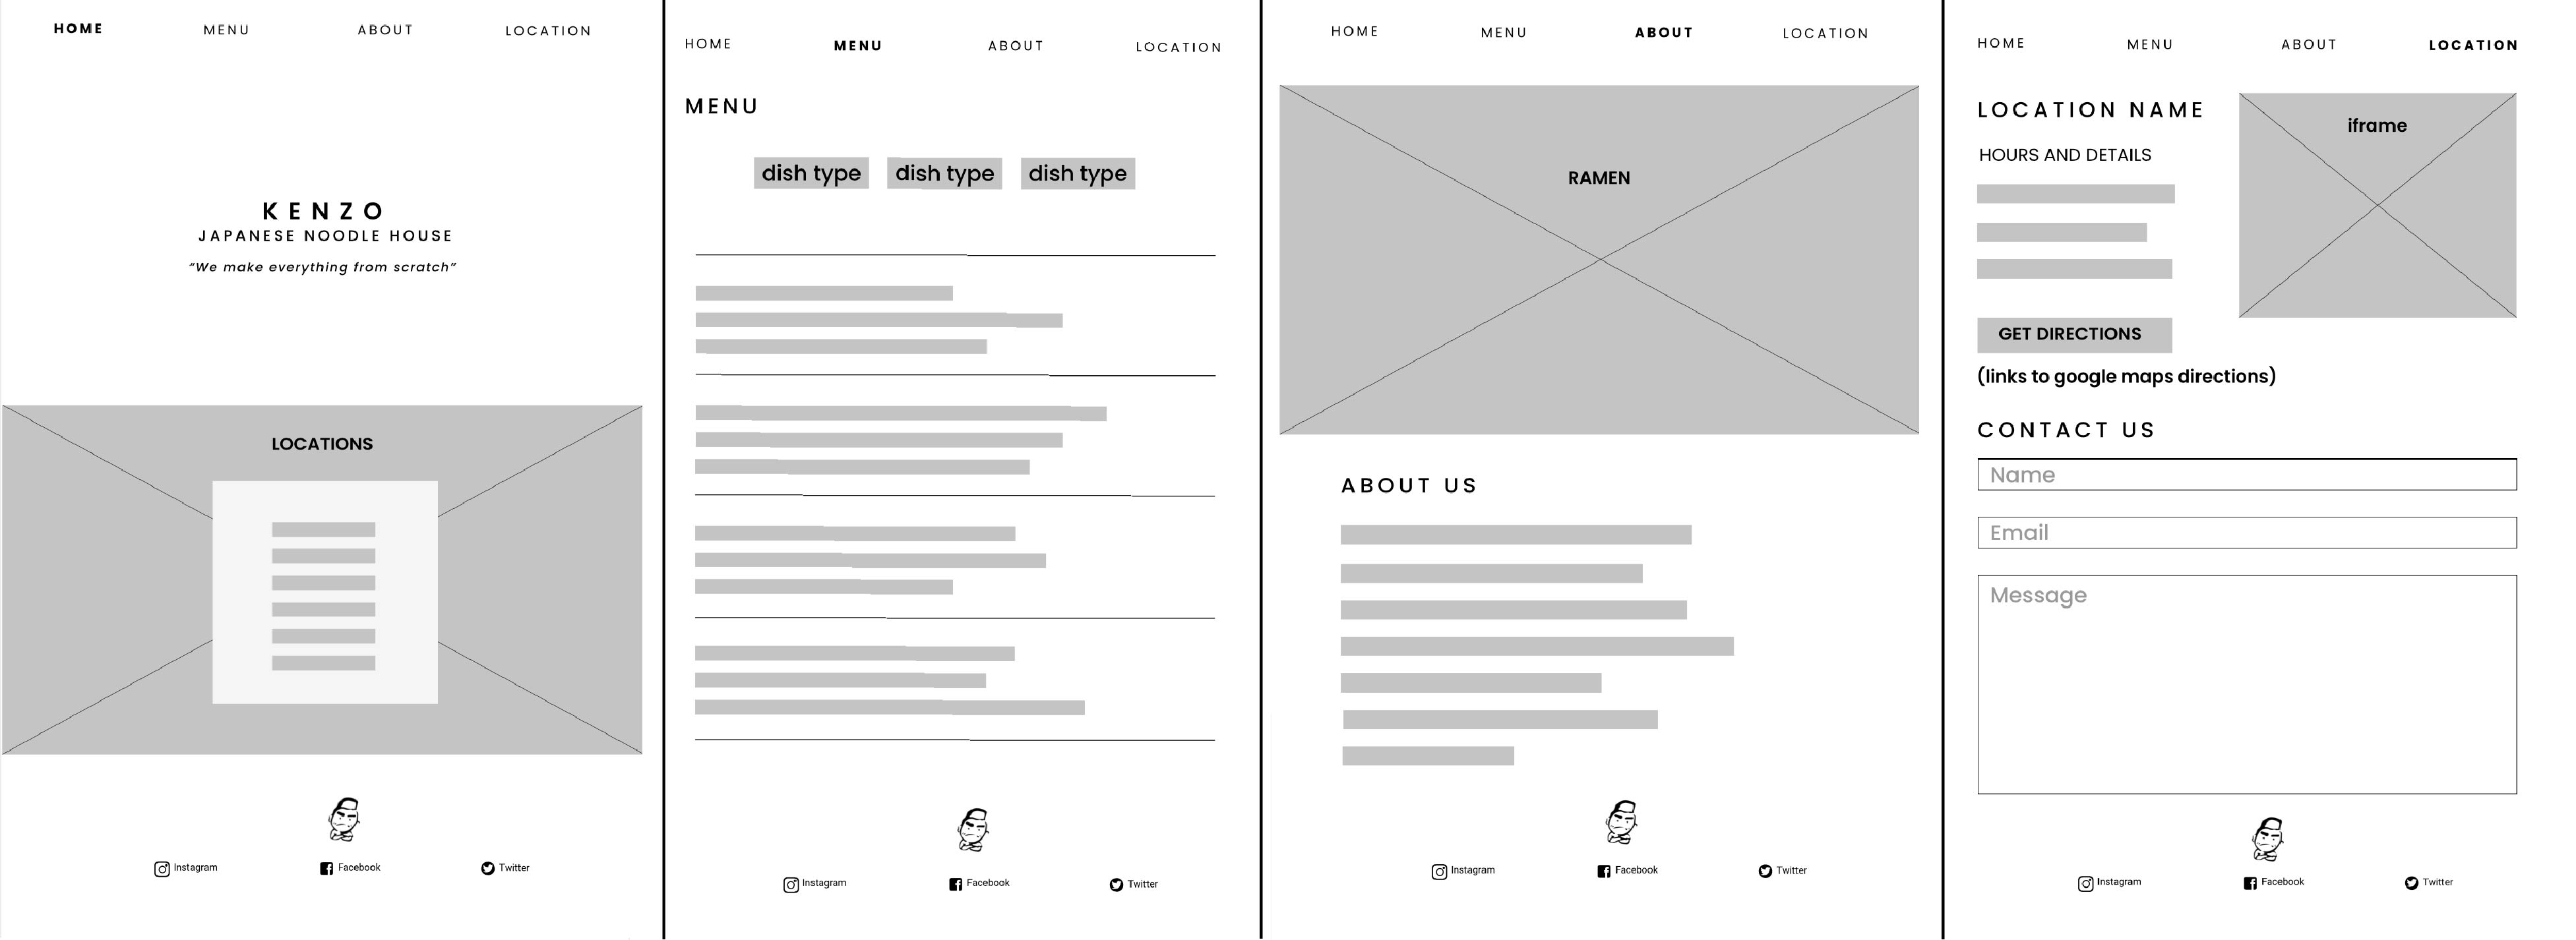 HOME MENU ABOUT LOCATION
KENZO
JAPANESE NOODLE HOUSE
“We make everything from scratch”
LOCATIONS
Instagram Facebook Twitter
HOME MENU ABOUT LOCATION
MENU
dish type dish type dish type
Instagram Facebook Twitter
HOME MENU ABOUT LOCATION
RAMEN
ABOUT US
Instagram Facebook Twitter
HOME MENU ABOUT LOCATION
LOCATION NAME
iframe
HOURS AND DETAILS
GET DIRECTIONS
(links to google maps directions)
CONTACT US
Name
Email
Message
Instagram Facebook Twitter